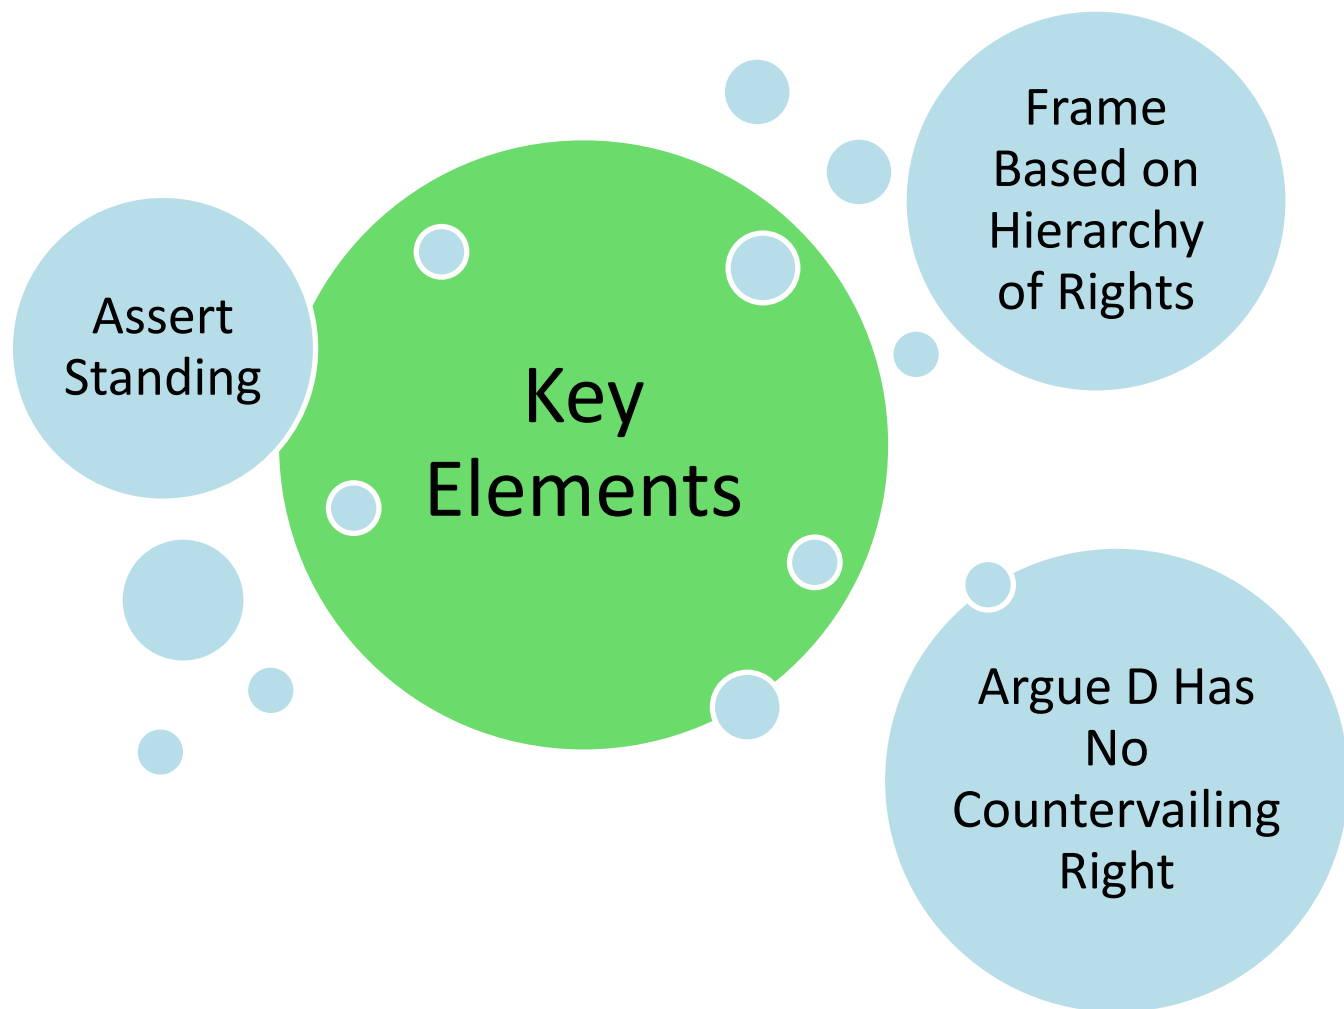 Assert
Standing
Key
Elements
Frame
Based on
Hierarchy
of Rights
Argue D Has
No
Countervailing
Right